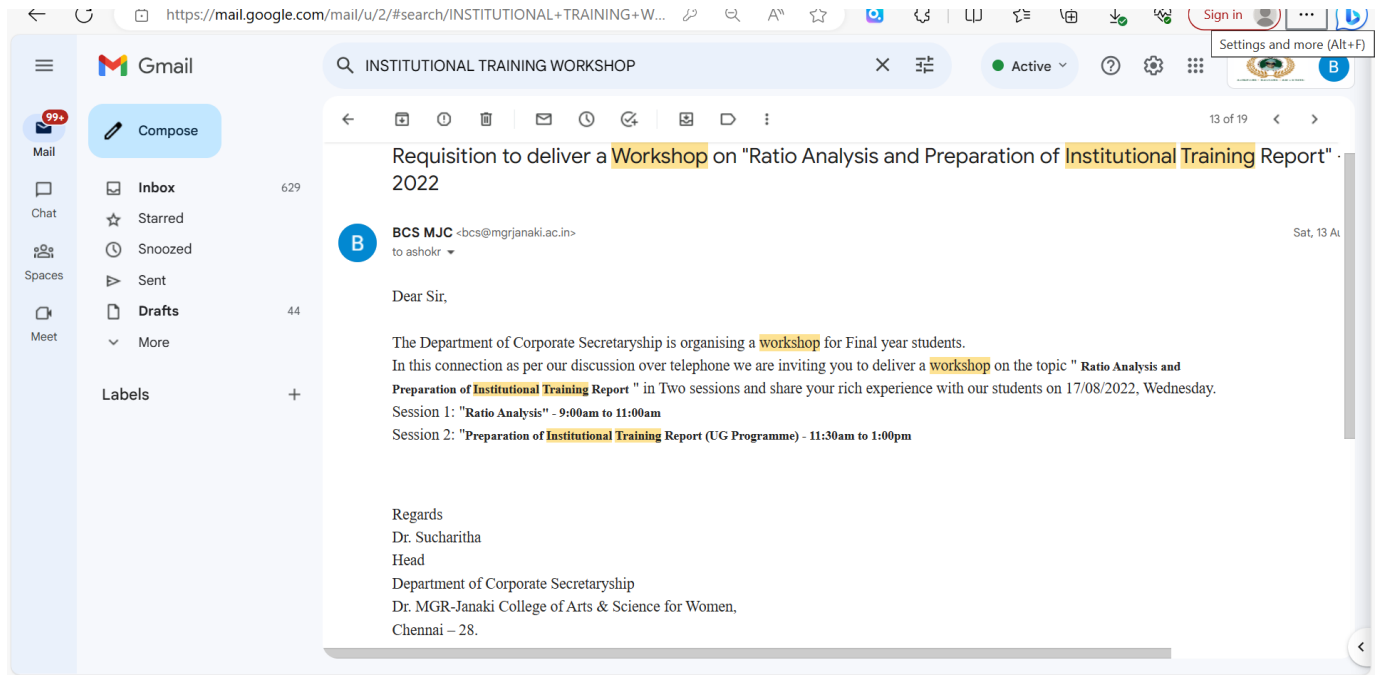 https://mail.google.com/mail/u/2/#search/INSTITUTIONAL+TRAINING+W...
Sign in
Settings and more (Alt+F)
Gmail
INSTITUTIONAL TRAINING WORKSHOP
Active
B
99+
Mail
Compose
13 of 19
Chat
Spaces
Meet
Inbox 629
Starred
Snoozed
Sent
Drafts 44
More
Labels
Requisition to deliver a Workshop on "Ratio Analysis and Preparation of Institutional Training Report" -
2022
B
BCS MJC <bcs@mgrjanaki.ac.in>
Sat, 13 Au
to ashokr
Dear Sir,
The Department of Corporate Secretaryship is organising a workshop for Final year students.
In this connection as per our discussion over telephone we are inviting you to deliver a workshop on the topic " Ratio Analysis and
Preparation of Institutional Training Report " in Two sessions and share your rich experience with our students on 17/08/2022, Wednesday.
Session 1: "Ratio Analysis" - 9:00am to 11:00am
Session 2: "Preparation of Institutional Training Report (UG Programme) - 11:30am to 1:00pm
Regards
Dr. Sucharitha
Head
Department of Corporate Secretaryship
Dr. MGR-Janaki College of Arts & Science for Women,
Chennai – 28.